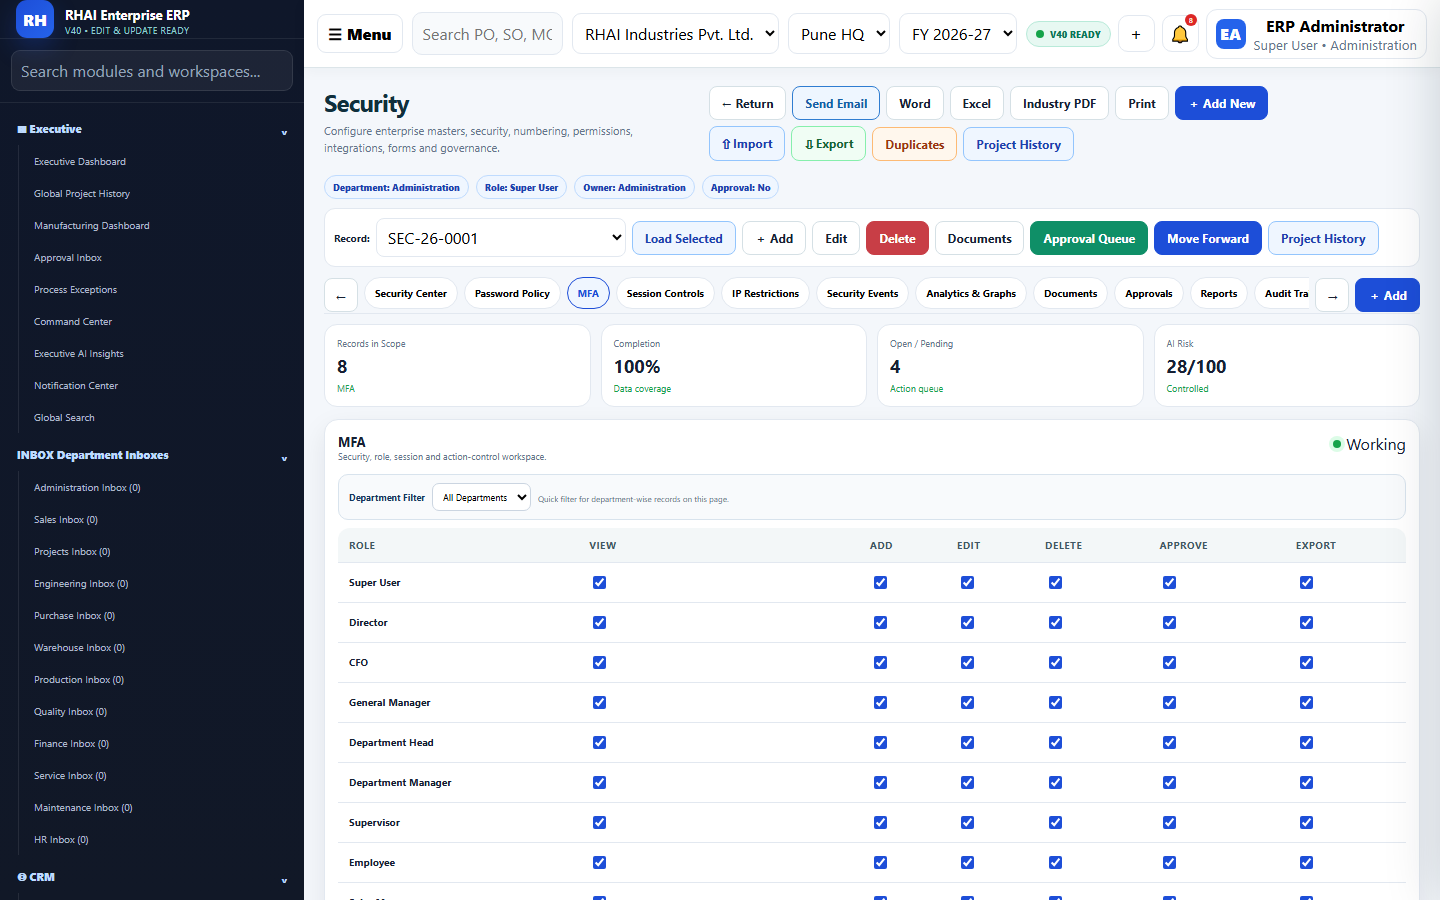 RH
RHAI Enterprise ERP
V40 • EDIT & UPDATE READY
Search modules and workspaces...
Executive
Executive Dashboard
Global Project History
Manufacturing Dashboard
Approval Inbox
Process Exceptions
Command Center
Executive AI Insights
Notification Center
Global Search
INBOX Department Inboxes
Administration Inbox (0)
Sales Inbox (0)
Projects Inbox (0)
Engineering Inbox (0)
Purchase Inbox (0)
Warehouse Inbox (0)
Production Inbox (0)
Quality Inbox (0)
Finance Inbox (0)
Service Inbox (0)
Maintenance Inbox (0)
HR Inbox (0)
CRM
☰ Menu
Search PO, SO, MO
RHAI Industries Pvt. Ltd.
Pune HQ
FY 2026-27
V40 READY
+
8
EA
ERP Administrator
Super User • Administration
Security
Configure enterprise masters, security, numbering, permissions,
integrations, forms and governance.
← Return
Send Email
Word
Excel
Industry PDF
Print
+ Add New
⇧ Import
⇩ Export
Duplicates
Project History
Department: Administration
Role: Super User
Owner: Administration
Approval: No
Record:
SEC-26-0001
Load Selected
+ Add
Edit
Delete
Documents
Approval Queue
Move Forward
Project History
←
Security Center
Password Policy
MFA
Session Controls
IP Restrictions
Security Events
Analytics & Graphs
Documents
Approvals
Reports
Audit Tra
→
+ Add
Records in Scope
8
MFA
Completion
100%
Data coverage
Open / Pending
4
Action queue
AI Risk
28/100
Controlled
MFA
Security, role, session and action-control workspace.
Working
Department Filter
All Departments
Quick filter for department-wise records on this page.
ROLE VIEW ADD EDIT DELETE APPROVE EXPORT
Super User
Director
CFO
General Manager
Department Head
Department Manager
Supervisor
Employee